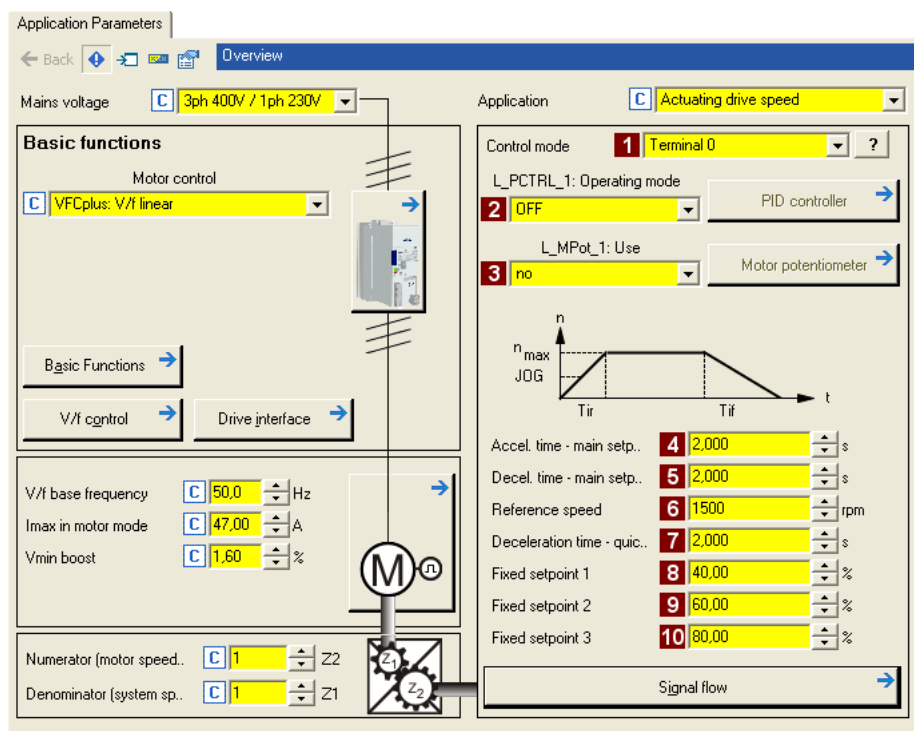 Application Parameters
Back
Overview
Mains voltage C 3ph 400V / 1ph 230V
Application C Actuating drive speed
Basic functions
Motor control
C VFCplus: V/f linear
Basic Functions
V/f control
Drive interface
Control mode 1 Terminal 0 ?
L_PCTRL_1: Operating mode
2 OFF
PID controller
L_MPot_1: Use
3 no
Motor potentiometer
n
n max
JOG
t
Tir Tif
Accel. time - main setp.. 4 2,000 s
Decel. time - main setp.. 5 2,000 s
Reference speed 6 1500 rpm
Deceleration time - quic.. 7 2,000 s
Fixed setpoint 1 8 40,00 %
Fixed setpoint 2 9 60,00 %
Fixed setpoint 3 10 80,00 %
Signal flow
V/f base frequency C 50,0 Hz
Imax in motor mode C 47,00 A
Vmin boost C 1,60 %
M
Numerator (motor speed.. C 1 Z2
Denominator (system sp.. C 1 Z1
Z1
Z2